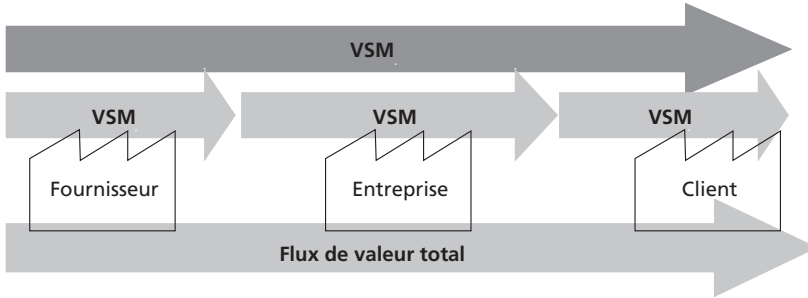 VSM
VSM VSM VSM
Fournisseur Entreprise Client
Flux de valeur total